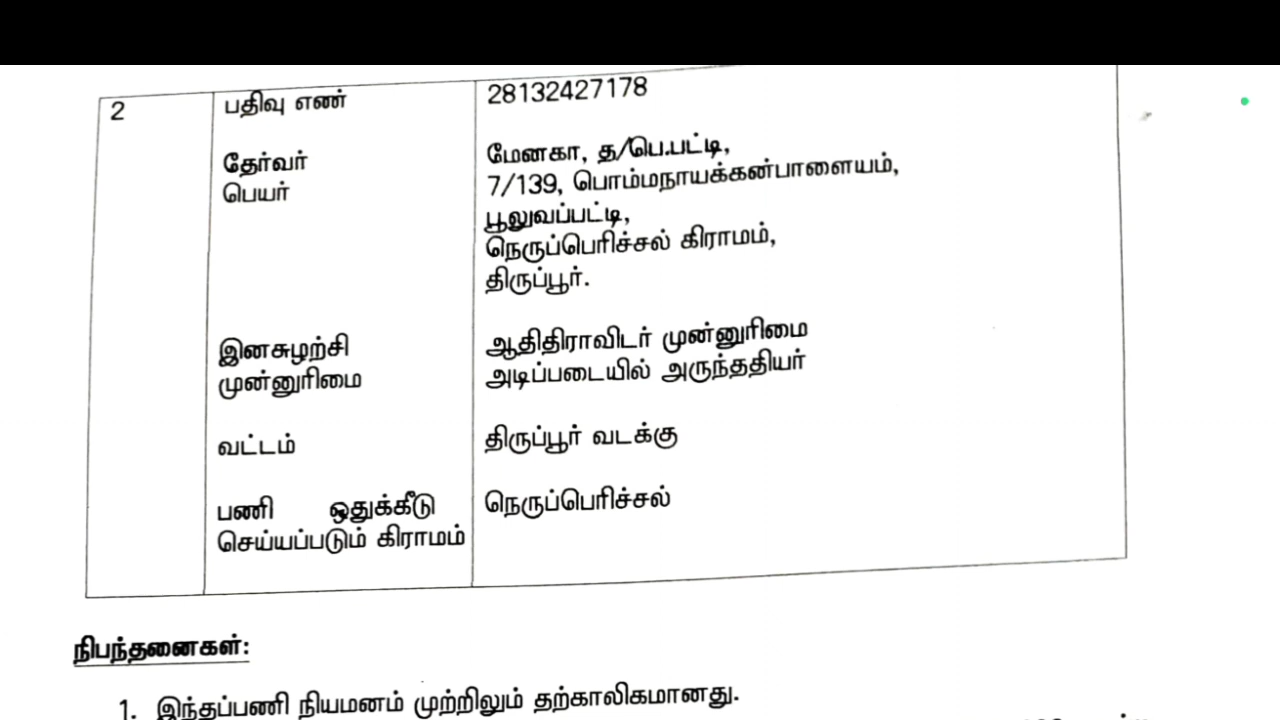 2
பதிவு எண்
28132427178
தேர்வர்
பெயர்
மேனகா, த/பெ.பட்டி,
7/139, பொம்மநாயக்கன்பாளையம்,
பூலுவப்பட்டி,
நெருப்பெரிச்சல் கிராமம்,
திருப்பூர்.
இனசுழற்சி
முன்னுரிமை
ஆதிதிராவிடர் முன்னுரிமை
அடிப்படையில் அருந்ததியர்
வட்டம்
திருப்பூர் வடக்கு
பணி ஒதுக்கீடு
செய்யப்படும் கிராமம்
நெருப்பெரிச்சல்
நிபந்தனைகள்:
1. இந்தப்பணி நியமனம் முற்றிலும் தற்காலிகமானது.